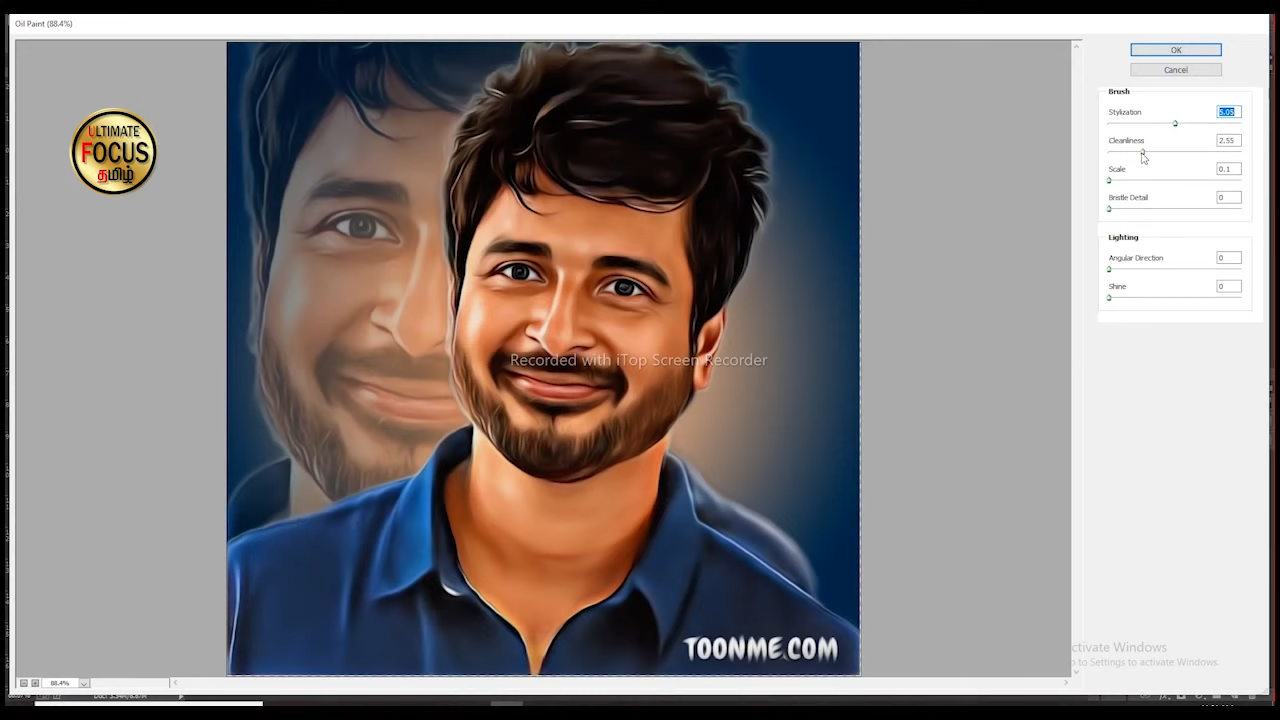 Oil Paint (88.4%)
OK
Cancel
Brush
Stylization 5.05
Cleanliness 2.55
Scale 0.1
Bristle Detail 0
Lighting
Angular Direction 0
Shine 0
ULTIMATE
FOCUS
தமிழ்
Recorded with iTop Screen Recorder
TOONME.COM
ctivate Windows
to Settings to activate Windows.
88.4%